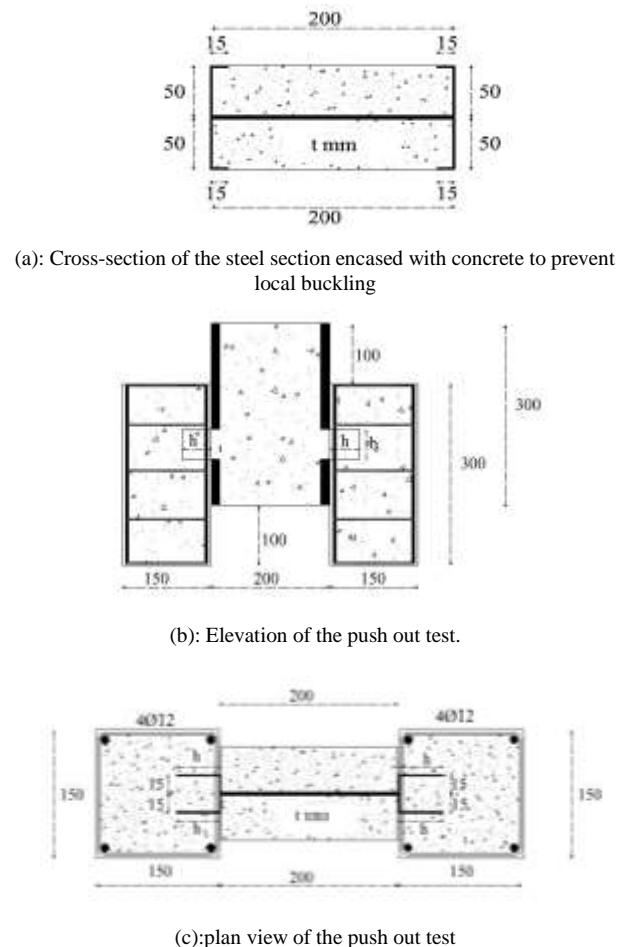 200
15 15
50 50
50 t mm 50
15 15
200
(a): Cross-section of the steel section encased with concrete to prevent
local buckling
100
300
h h
300
100
150 200 150
(b): Elevation of the push out test.
200
4Ø12 4Ø12
h h
150 15 15 150
15 t mm 15
h h
150 200 150
(c):plan view of the push out test